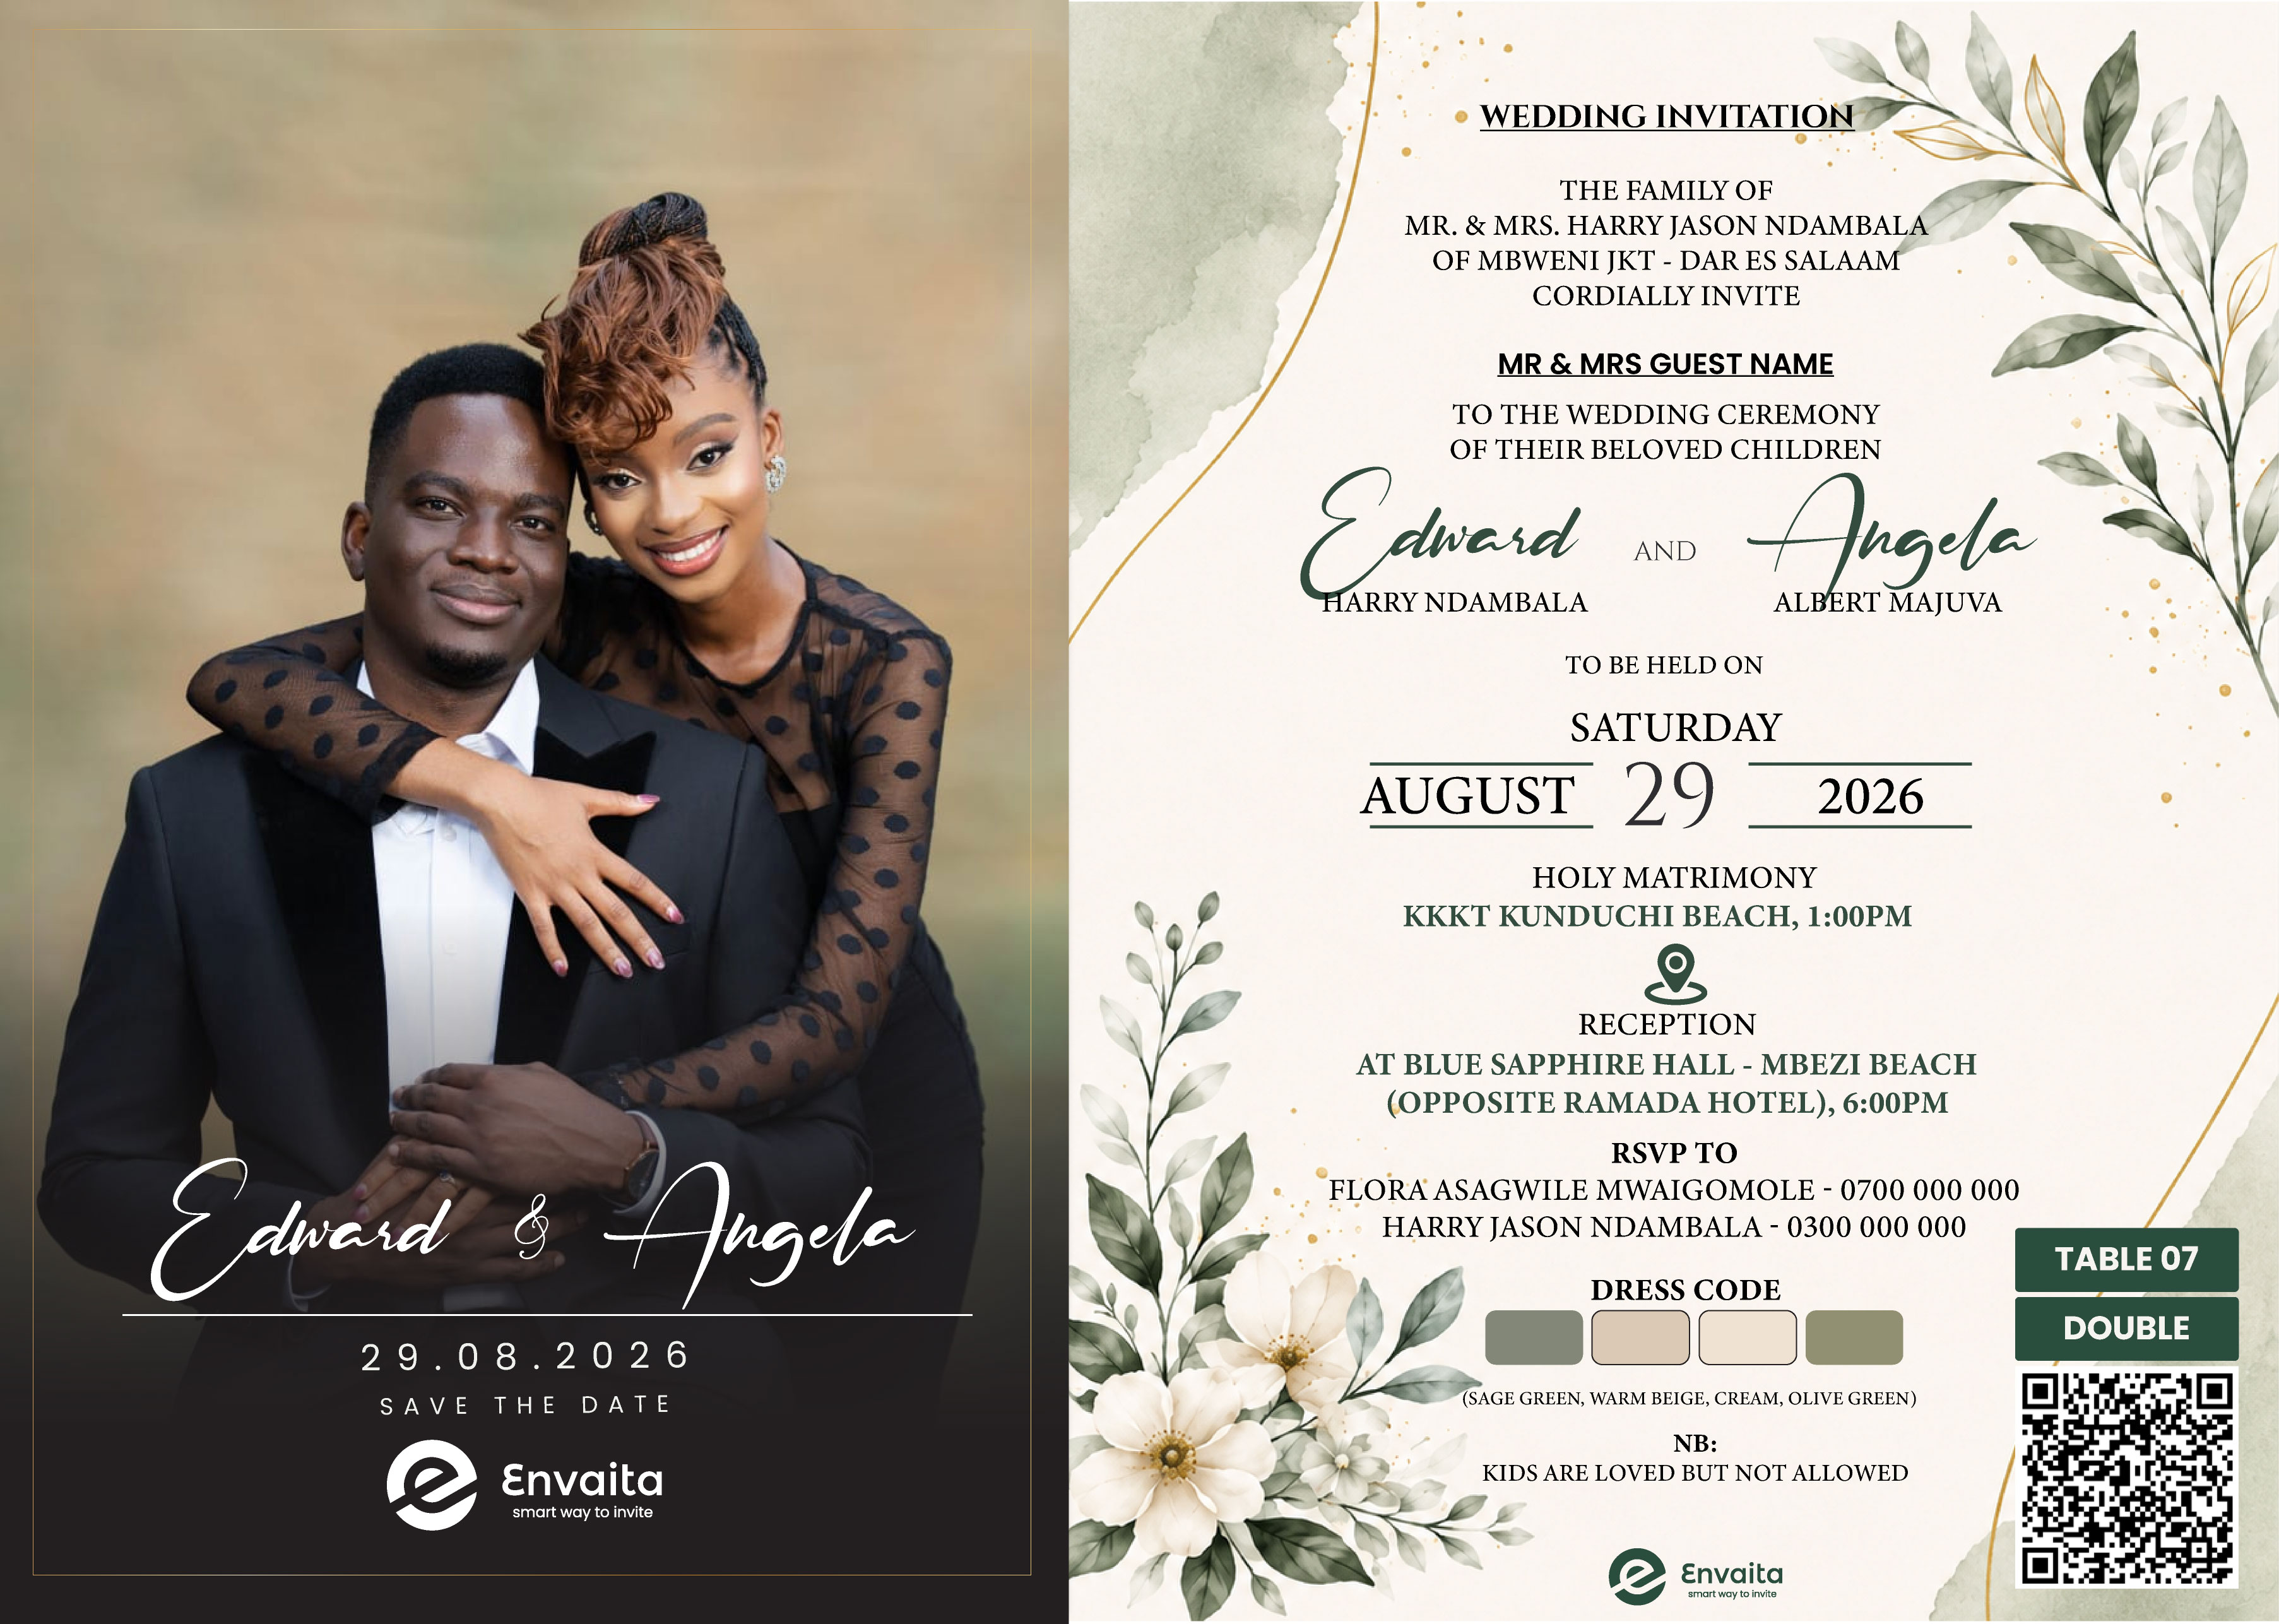 Edward & Angela
29.08.2026
SAVE THE DATE
Envaita
smart way to invite
WEDDING INVITATION
THE FAMILY OF
MR. & MRS. HARRY JASON NDAMBALA
OF MBWENI JKT - DAR ES SALAAM
CORDIALLY INVITE
MR & MRS GUEST NAME
TO THE WEDDING CEREMONY
OF THEIR BELOVED CHILDREN
Edward AND Angela
HARRY NDAMBALA ALBERT MAJUVA
TO BE HELD ON
SATURDAY
AUGUST 29 2026
HOLY MATRIMONY
KKKT KUNDUCHI BEACH, 1:00PM
RECEPTION
AT BLUE SAPPHIRE HALL - MBEZI BEACH
(OPPOSITE RAMADA HOTEL), 6:00PM
RSVP TO
FLORA ASAGWILE MWAIGOMOLE - 0700 000 000
HARRY JASON NDAMBALA - 0300 000 000
DRESS CODE
(SAGE GREEN, WARM BEIGE, CREAM, OLIVE GREEN)
NB:
KIDS ARE LOVED BUT NOT ALLOWED
TABLE 07
DOUBLE
Envaita
smart way to invite